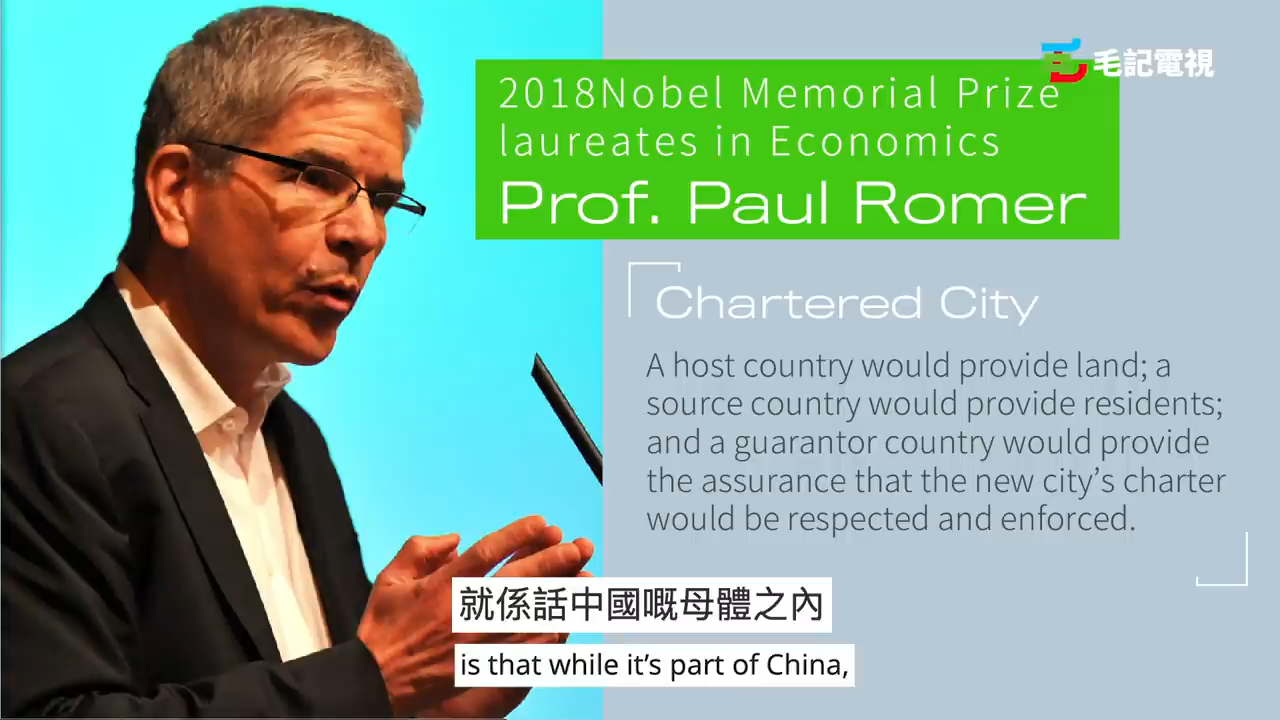 毛記電視
2018Nobel Memorial Prize
laureates in Economics
Prof. Paul Romer
Chartered City
A host country would provide land; a
source country would provide residents;
and a guarantor country would provide
the assurance that the new city's charter
would be respected and enforced.
就係話中國嘅母體之內
is that while it's part of China,